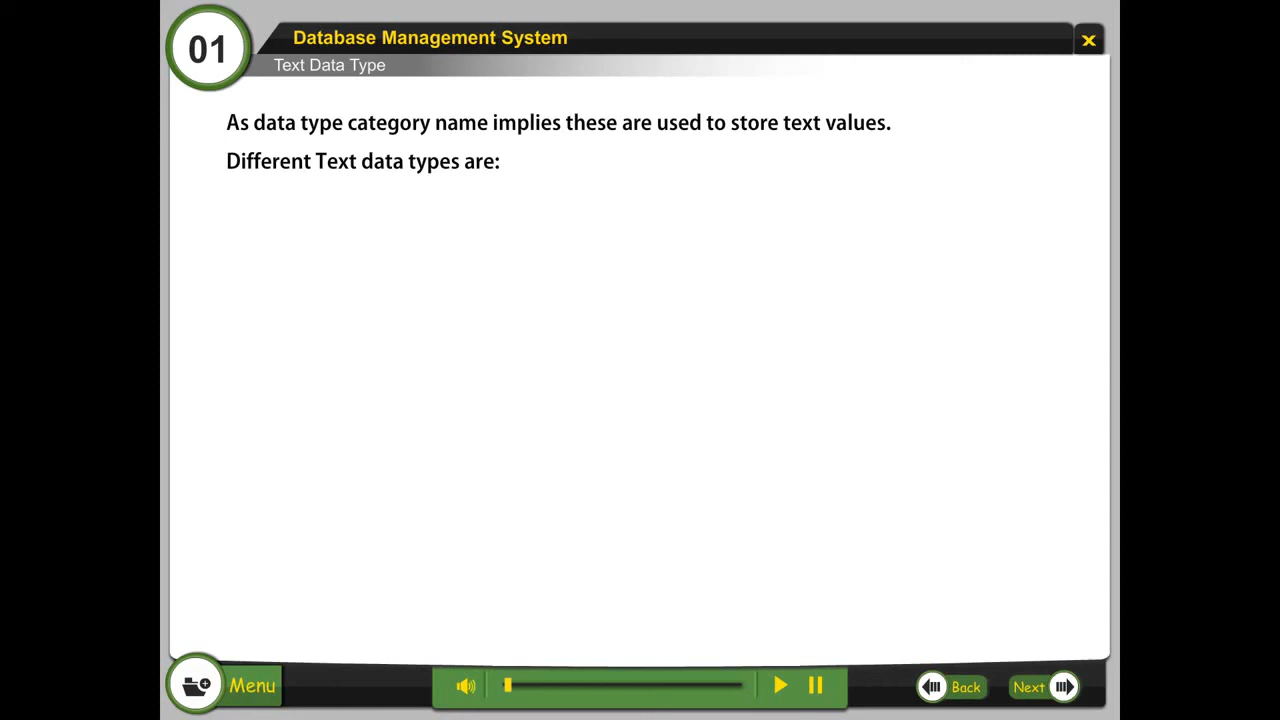 01
Database Management System
Text Data Type
As data type category name implies these are used to store text values.
Different Text data types are:
Menu
Back
Next